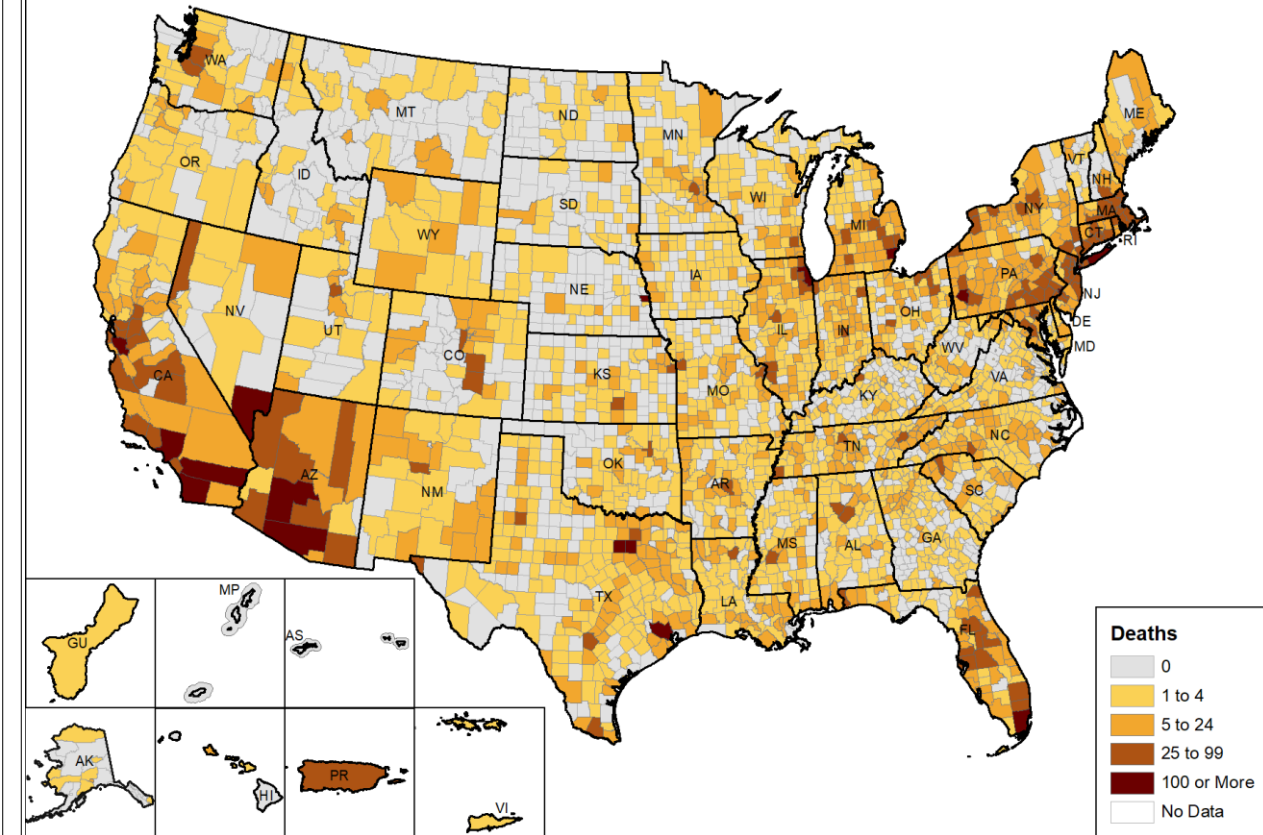 WA
MT
ND
MN
ME
OR
ID
SD
WI
MI
VT
NH
NY
MA
CT
RI
WY
IA
PA
NE
NJ
NV
UT
CO
IL
IN
OH
DE
MD
WV
VA
CA
KS
MO
KY
AZ
NM
OK
AR
TN
NC
SC
MS
AL
GA
TX
LA
FL
GU
MP
AS
AK
HI
PR
VI
Deaths
0
1 to 4
5 to 24
25 to 99
100 or More
No Data